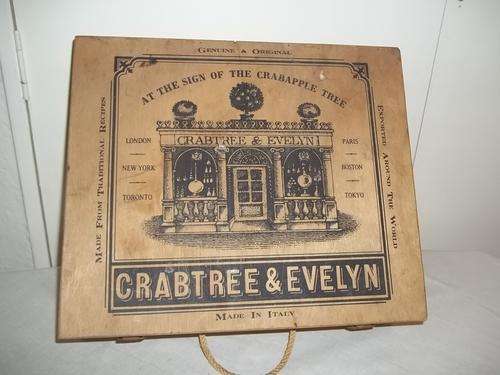 GENUINE & ORIGINAL
AT THE SIGN OF THE CRABAPPLE TREE
MADE FROM TRADITIONAL RECIPES
EXPORTED AROUND THE WORLD
CRABTREE & EVELYN
LONDON
NEW YORK
TORONTO
PARIS
BOSTON
TOKYO
CRABTREE & EVELYN
MADE IN ITALY